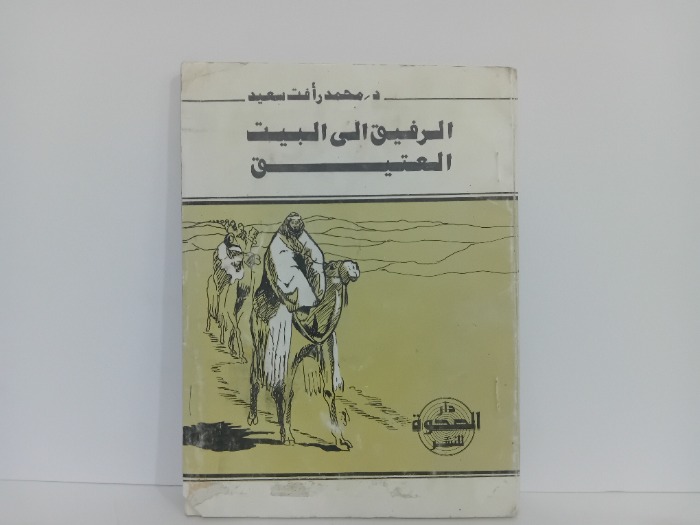 د. محمد رأفت سعيد
الرفيق الى البيت
العتيق
دار
الصحوة
للنشر